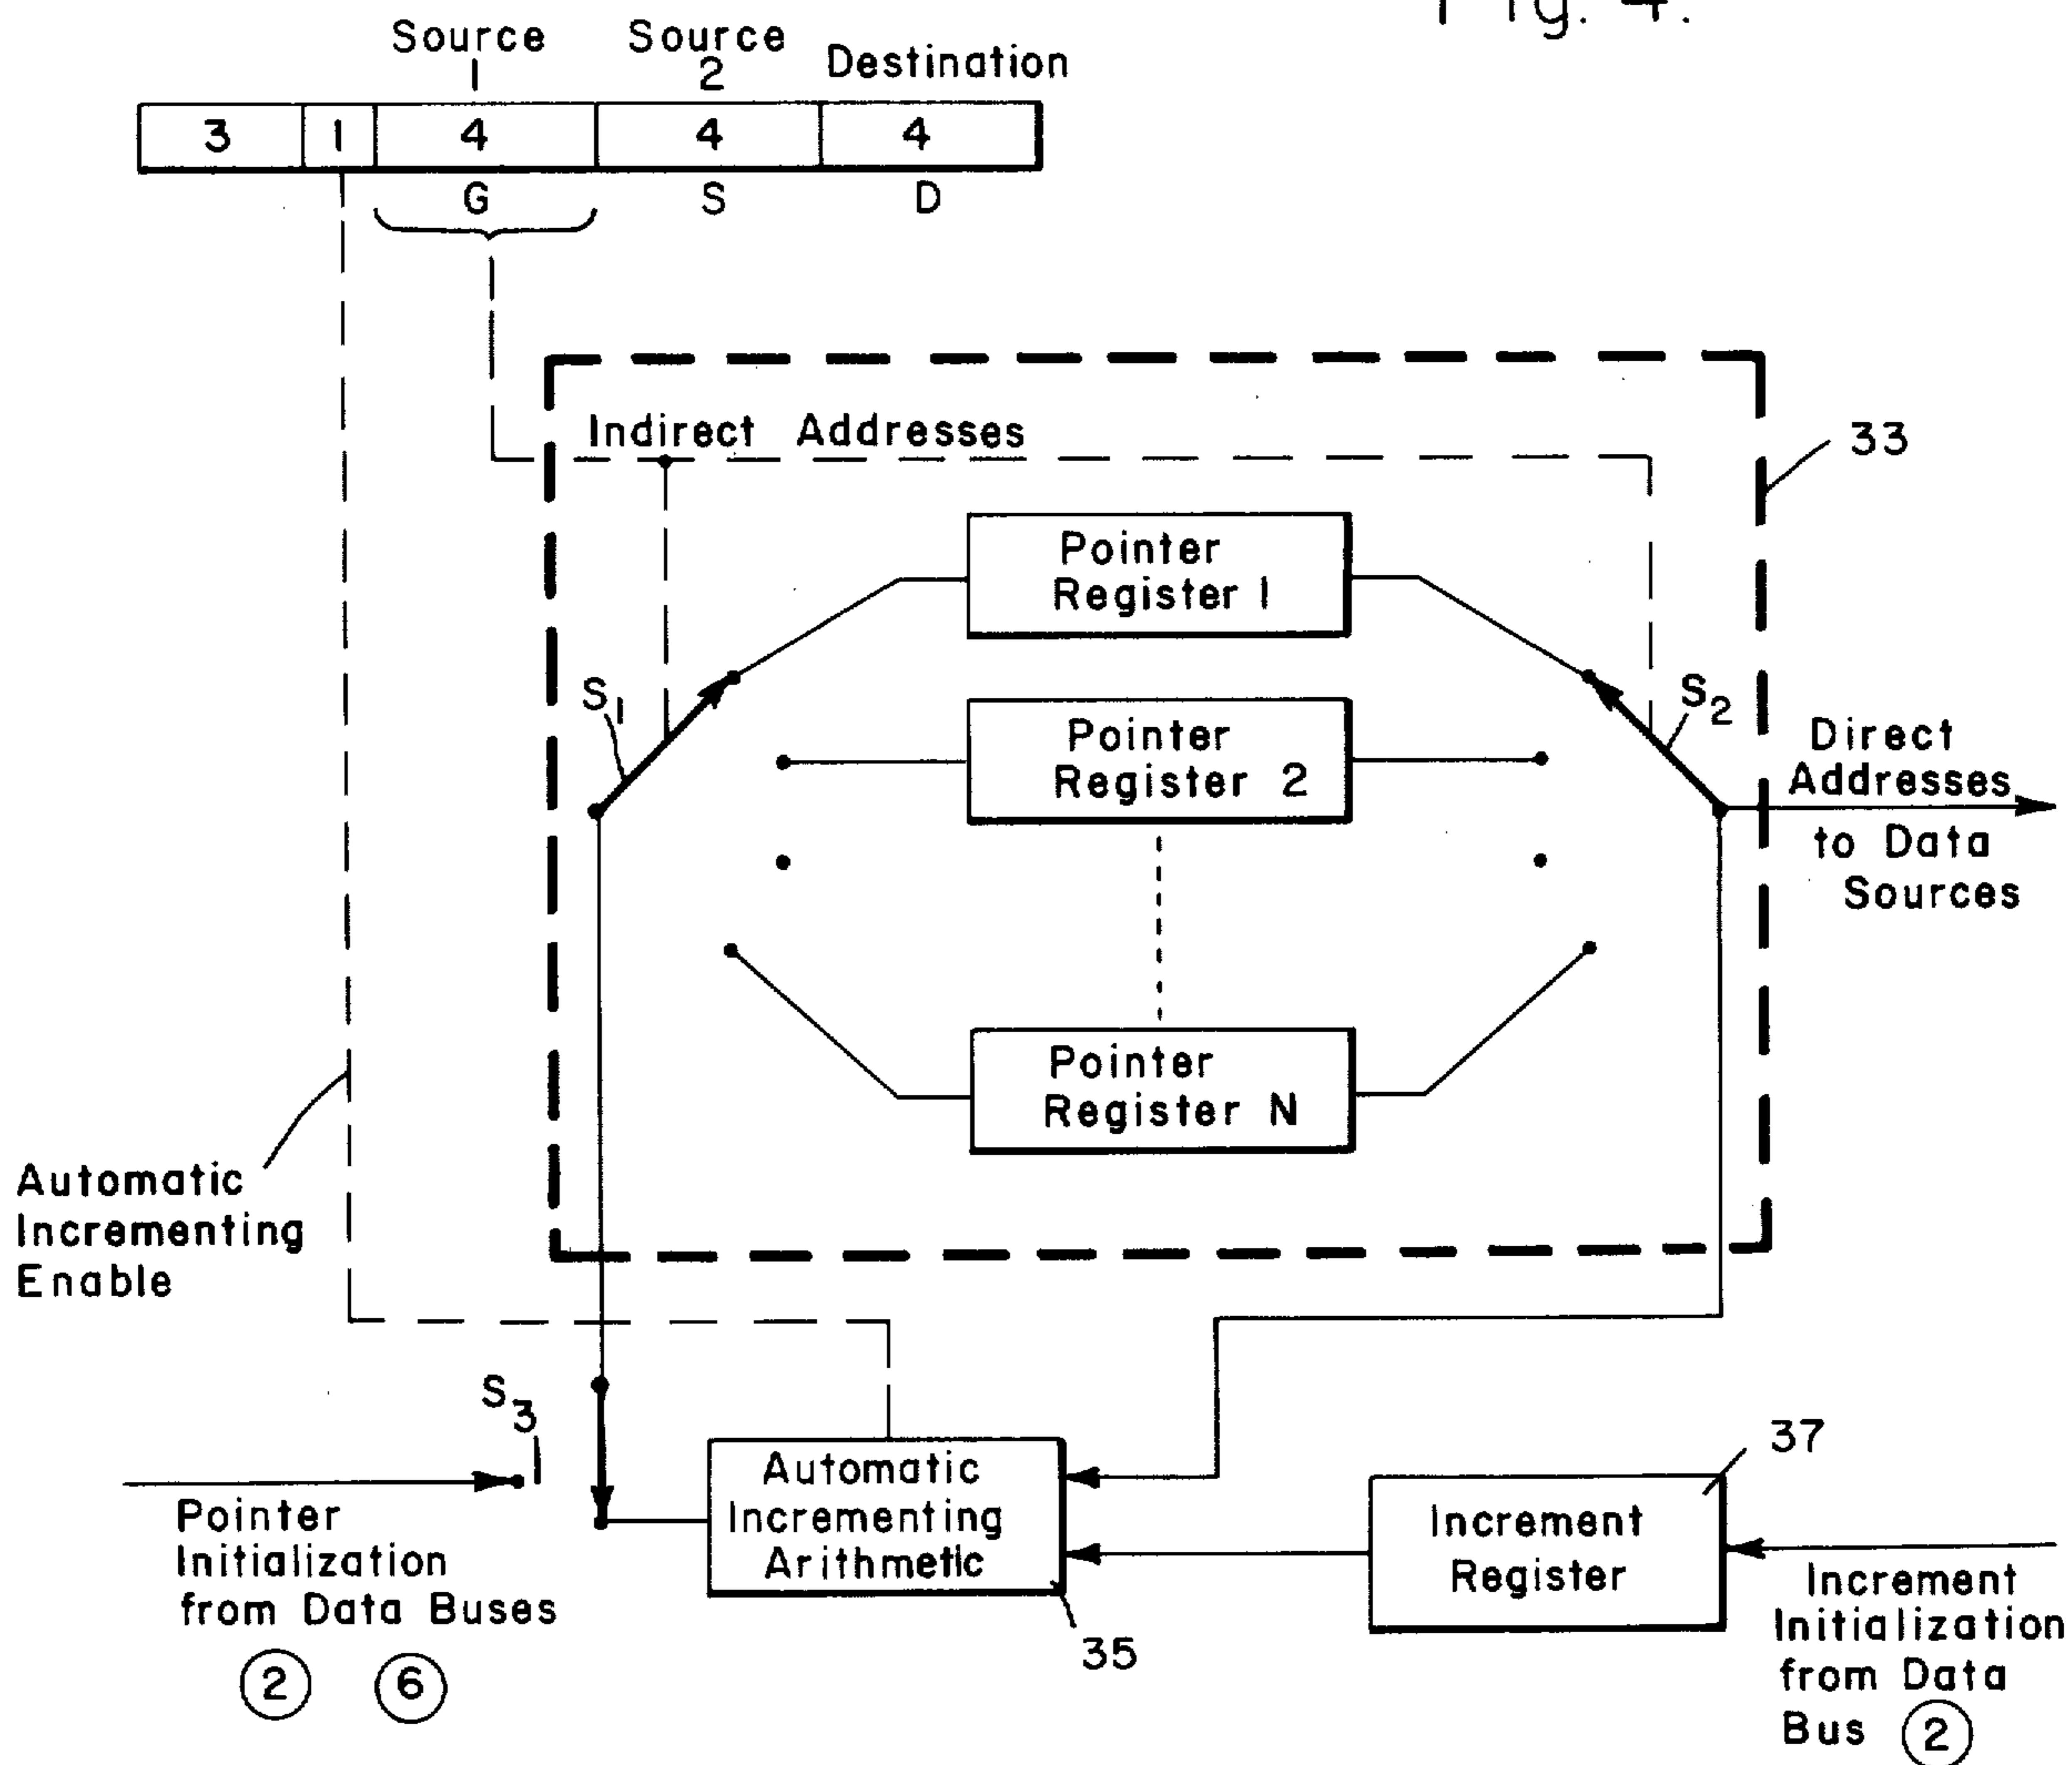 Fig. 4.
Source 1
Source 2
Destination
3 1 4 4 4
G S D
Indirect Addresses
33
Pointer
Register 1
S1
S2
Pointer
Register 2
Direct
Addresses
to Data
Sources
Pointer
Register N
Automatic
Incrementing
Enable
S3
37
Automatic
Incrementing
Arithmetic
Increment
Register
Pointer
Initialization
from Data Buses
2 6
35
Increment
Initialization
from Data
Bus 2